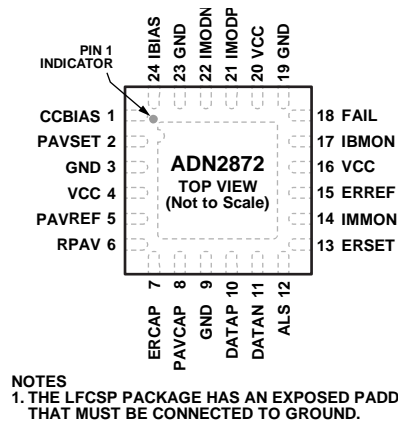 PIN 1
INDICATOR
24 IBIAS
23 GND
22 IMODN
21 IMODP
20 VCC
19 GND
CCBIAS 1
PAVSET 2
GND 3
VCC 4
PAVREF 5
RPAV 6
ADN2872
TOP VIEW
(Not to Scale)
18 FAIL
17 IBMON
16 VCC
15 ERREF
14 IMMON
13 ERSET
ERCAP 7
PAVCAP 8
GND 9
DATAP 10
DATAN 11
ALS 12
NOTES
1. THE LFCSP PACKAGE HAS AN EXPOSED PADD
THAT MUST BE CONNECTED TO GROUND.